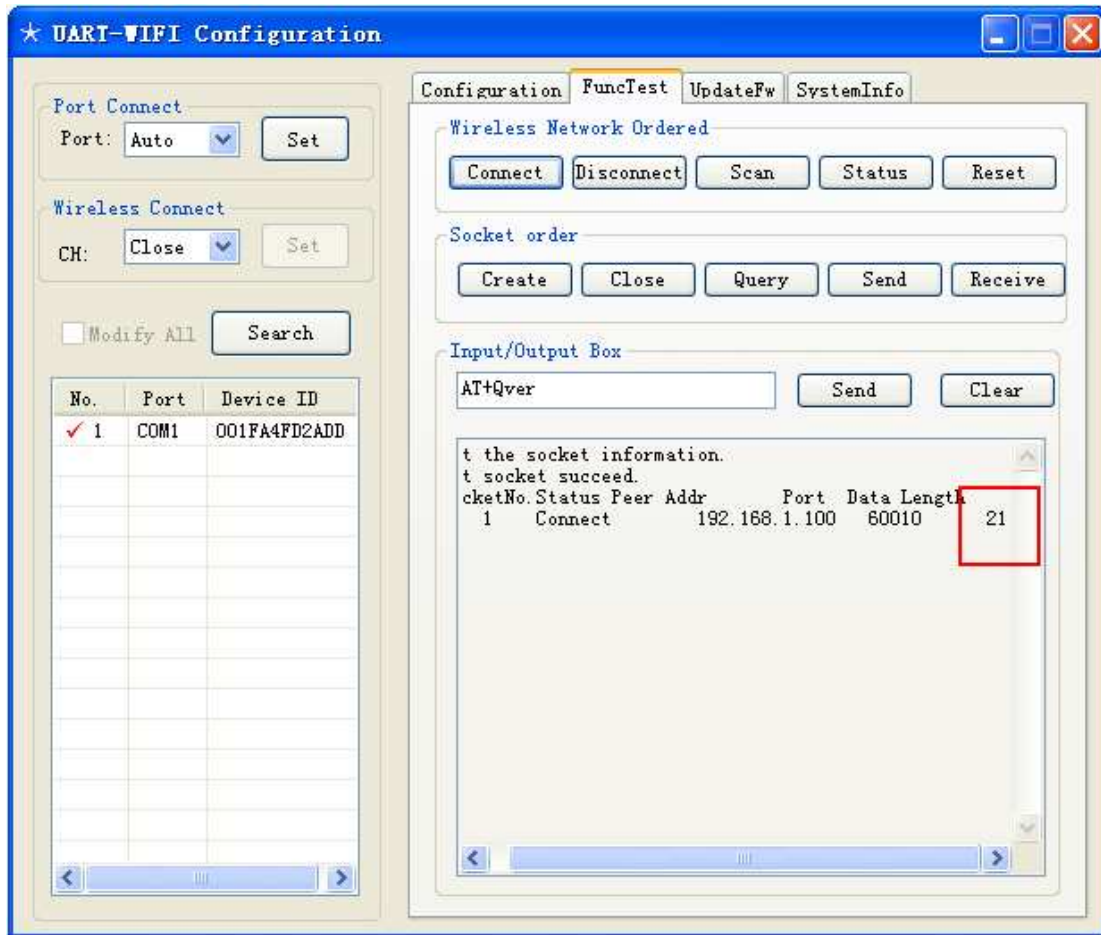 UART-WIFI Configuration
Port Connect
Port: Auto Set
Wireless Connect
CH: Close Set
Modify All Search
No. Port Device ID
1 COM1 001FA4FD2ADD
Configuration FuncTest UpdateFw SystemInfo
Wireless Network Ordered
Connect Disconnect Scan Status Reset
Socket order
Create Close Query Send Receive
Input/Output Box
AT+Qver Send Clear
t the socket information.
t socket succeed.
cketNo. Status Peer Addr Port Data Length
1 Connect 192.168.1.100 60010 21